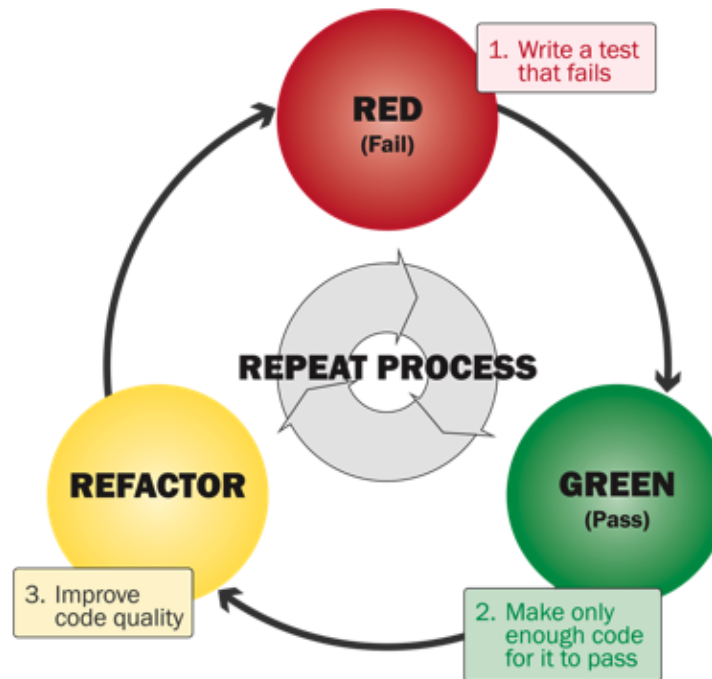 1. Write a test
that fails
RED
(Fail)
REPEAT PROCESS
REFACTOR
GREEN
(Pass)
3. Improve
code quality
2. Make only
enough code
for it to pass